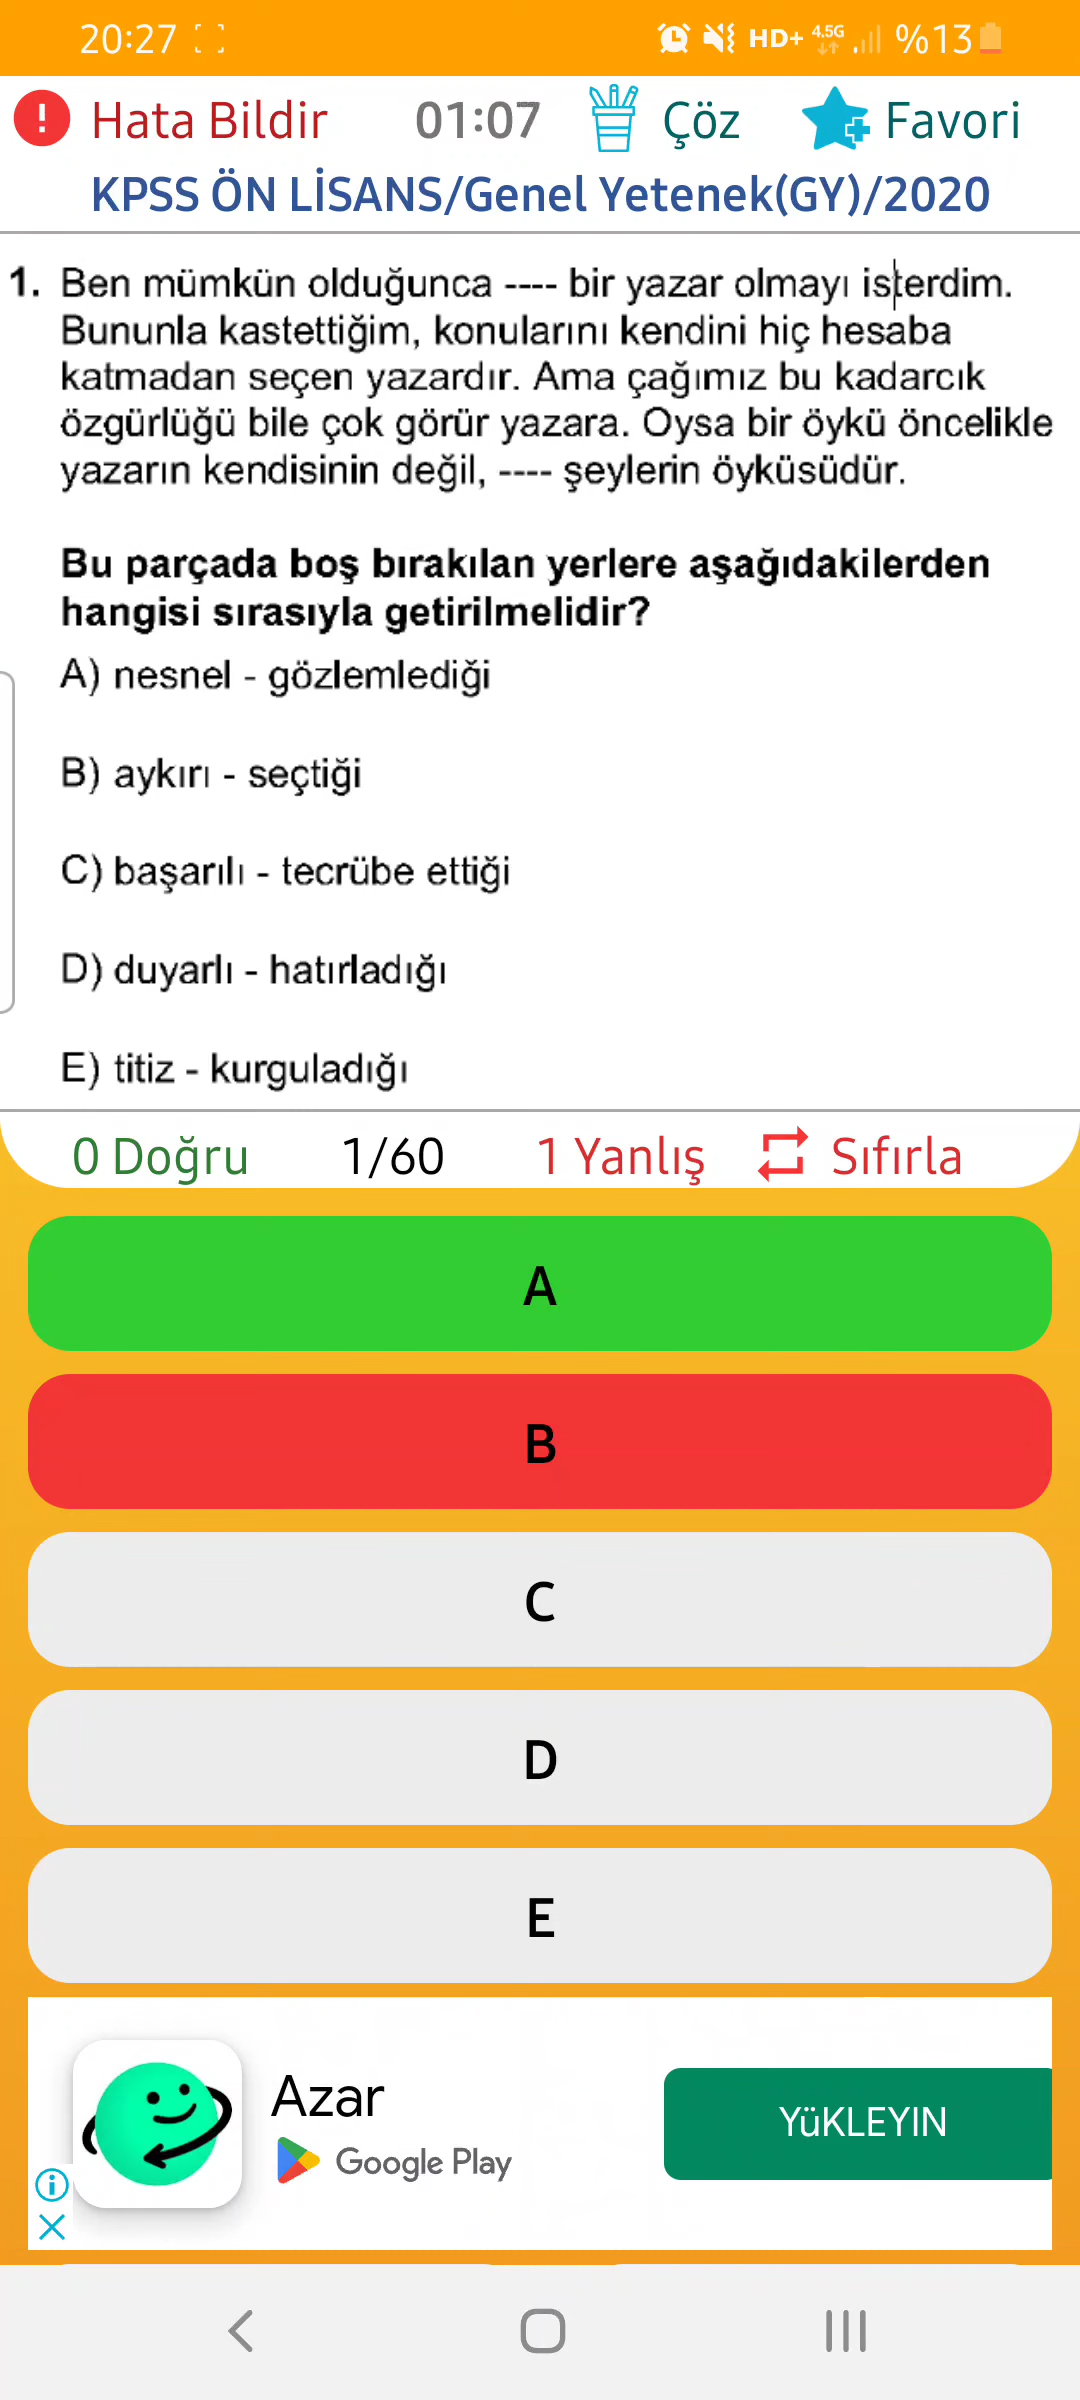 20:27 HD+ 4.5G %13
! Hata Bildir 01:07 Çöz Favori
KPSS ÖN LİSANS/Genel Yetenek(GY)/2020
1. Ben mümkün olduğunca ---- bir yazar olmayı isterdim.
Bununla kastettiğim, konularını kendini hiç hesaba
katmadan seçen yazardır. Ama çağımız bu kadarcık
özgürlüğü bile çok görür yazara. Oysa bir öykü öncelikle
yazarın kendisinin değil, ---- şeylerin öyküsüdür.
Bu parçada boş bırakılan yerlere aşağıdakilerden
hangisi sırasıyla getirilmelidir?
A) nesnel - gözlemlediği
B) aykırı - seçtiği
C) başarılı - tecrübe ettiği
D) duyarlı - hatırladığı
E) titiz - kurguladığı
0 Doğru 1/60 1 Yanlış Sıfırla
A
B
C
D
E
Azar
Google Play
YüKLEYIN